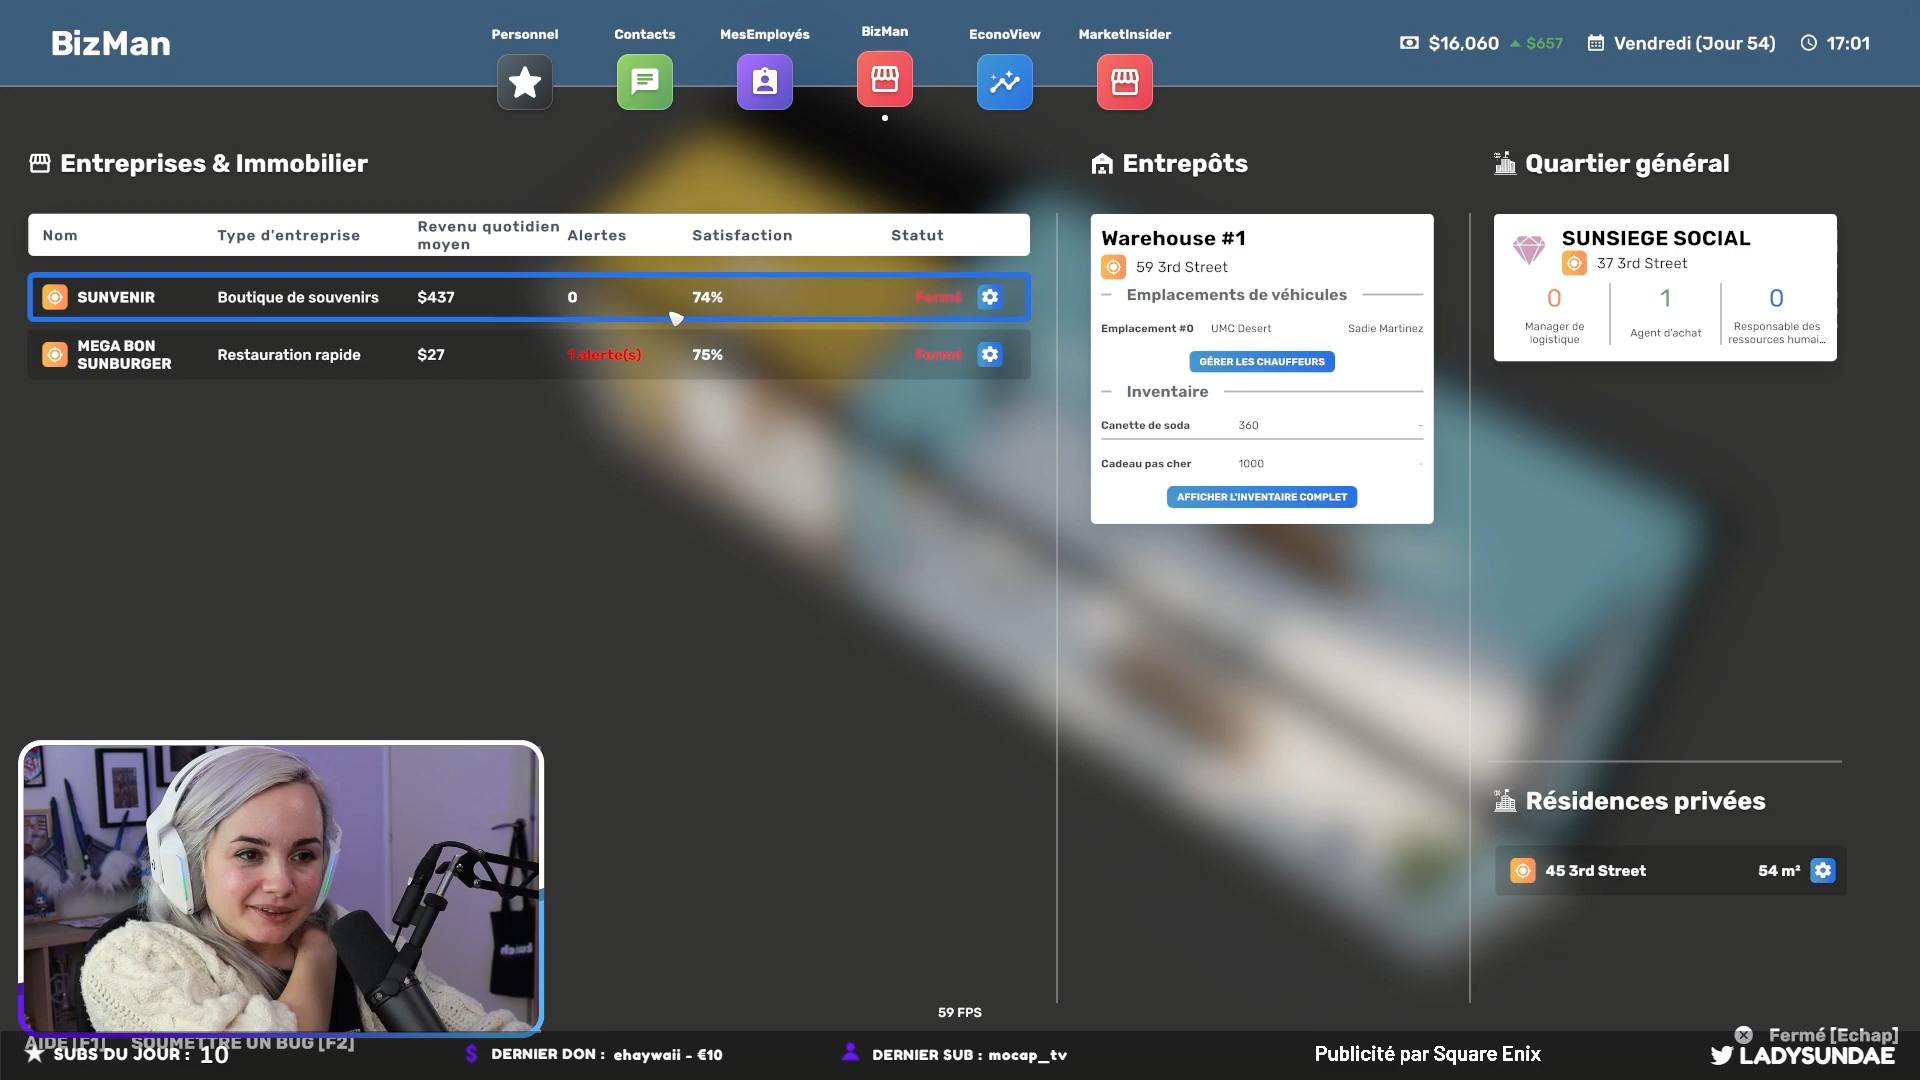 BizMan
Personnel
Contacts
MesEmployés
BizMan
EconoView
MarketInsider
$16,060 $657
Vendredi (Jour 54)
17:01
Entreprises & Immobilier
Nom
Type d'entreprise
Revenu quotidien
moyen
Alertes
Satisfaction
Statut
SUNVENIR
Boutique de souvenirs
$437
0
74%
Fermé
MEGA BON
SUNBURGER
Restauration rapide
$27
1 alerte(s)
75%
Fermé
Entrepôts
Warehouse #1
59 3rd Street
Emplacements de véhicules
Emplacement #0 UMC Desert Sadie Martinez
GÉRER LES CHAUFFEURS
Inventaire
Canette de soda 360 -
Cadeau pas cher 1000 -
AFFICHER L'INVENTAIRE COMPLET
Quartier général
SUNSIEGE SOCIAL
37 3rd Street
0
Manager de
logistique
1
Agent d'achat
0
Responsable des
ressources humai...
Résidences privées
45 3rd Street 54 m²
59 FPS
Fermé [Echap]
AIDE [F1] SOUMETTRE UN BUG [F2]
SUBS DU JOUR : 10
$ DERNIER DON : ehaywaii - €10
DERNIER SUB : mocap_tv
Publicité par Square Enix
LADYSUNDAE